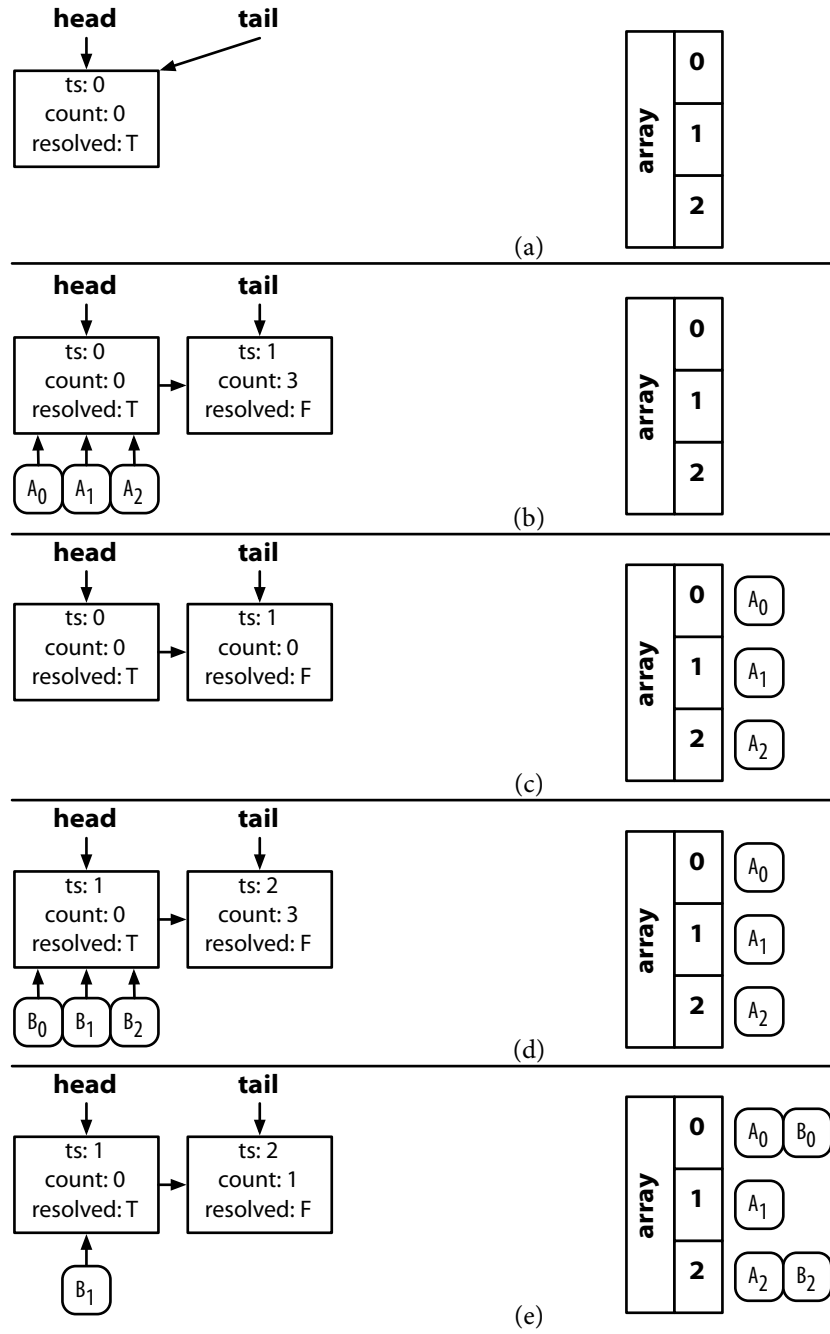 head tail
ts: 0
count: 0
resolved: T
array
0
1
2
(a)
head tail
ts: 0
count: 0
resolved: T
ts: 1
count: 3
resolved: F
A0 A1 A2
array
0
1
2
(b)
head tail
ts: 0
count: 0
resolved: T
ts: 1
count: 0
resolved: F
array
0 A0
1 A1
2 A2
(c)
head tail
ts: 1
count: 0
resolved: T
ts: 2
count: 3
resolved: F
B0 B1 B2
array
0 A0
1 A1
2 A2
(d)
head tail
ts: 1
count: 0
resolved: T
ts: 2
count: 1
resolved: F
B1
array
0 A0 B0
1 A1
2 A2 B2
(e)